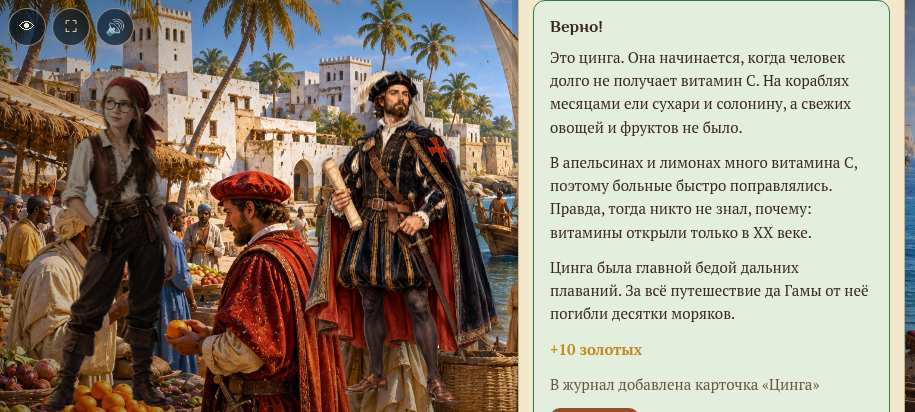 Верно!
Это цинга. Она начинается, когда человек
долго не получает витамин C. На кораблях
месяцами ели сухари и солонину, а свежих
овощей и фруктов не было.
В апельсинах и лимонах много витамина C,
поэтому больные быстро поправлялись.
Правда, тогда никто не знал, почему:
витамины открыли только в XX веке.
Цинга была главной бедой дальних
плаваний. За всё путешествие да Гамы от неё
погибли десятки моряков.
+10 золотых
В журнал добавлена карточка «Цинга»